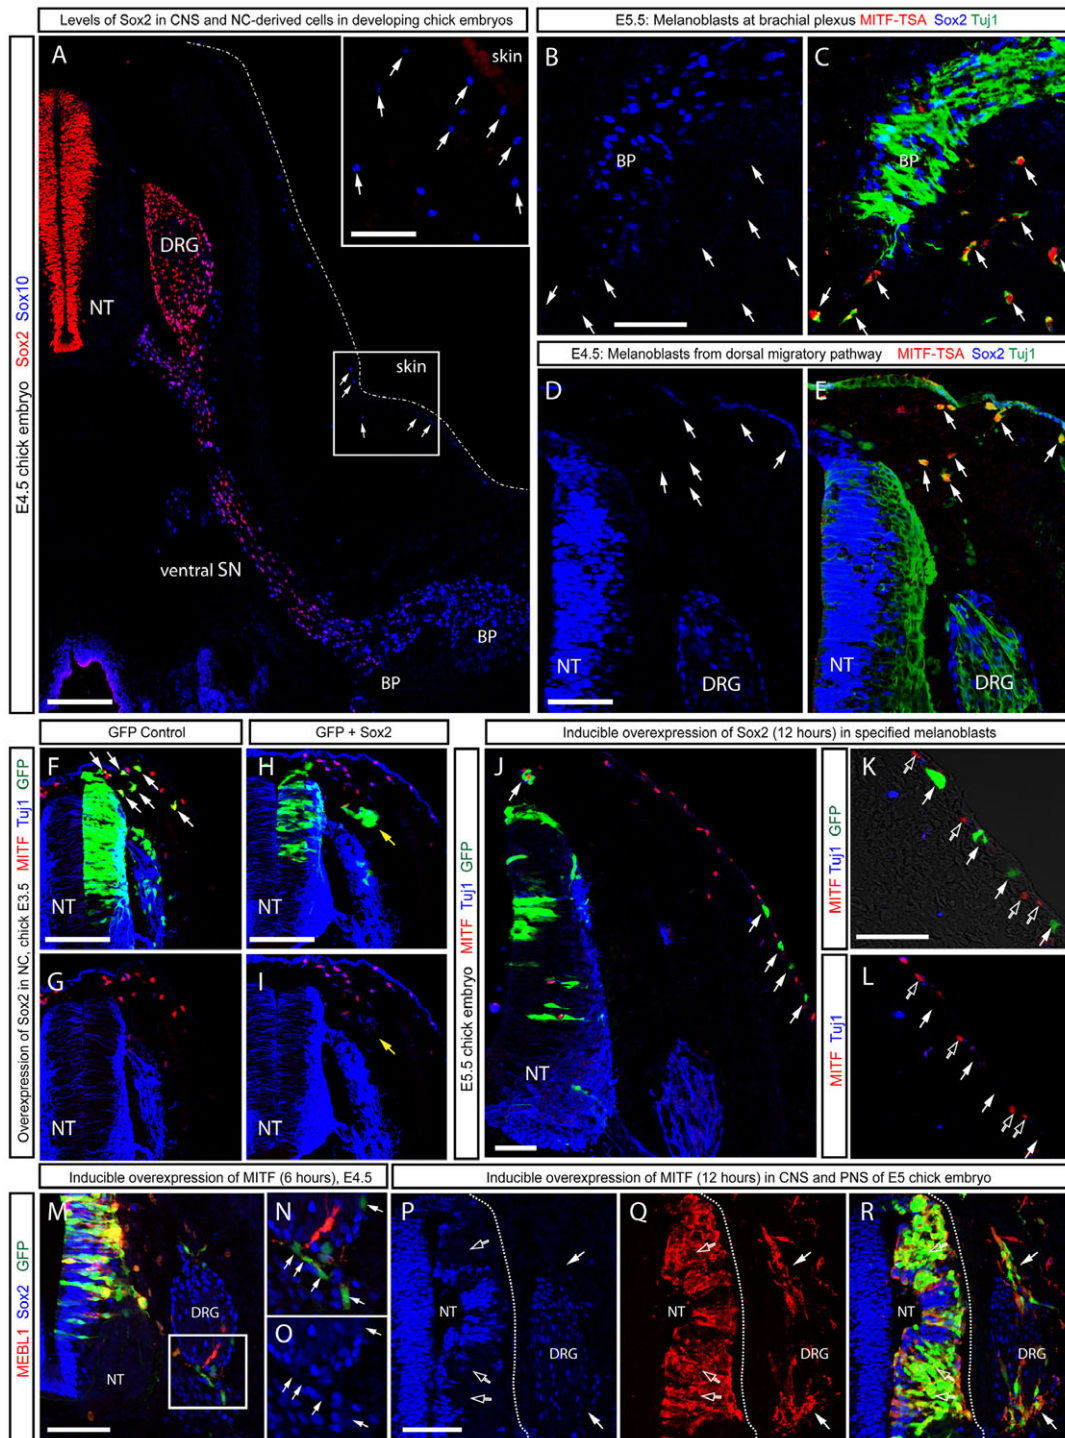 Levels of Sox2 in CNS and NC-derived cells in developing chick embryos
E4.5 chick embryo Sox2 Sox10
A
skin
DRG
NT
skin
ventral SN
BP
BP
E5.5: Melanoblasts at brachial plexus MITF-TSA Sox2 Tuj1
B
BP
C
BP
E4.5: Melanoblasts from dorsal migratory pathway MITF-TSA Sox2 Tuj1
D
NT
DRG
E
NT
DRG
GFP Control
GFP + Sox2
Overexpression of Sox2 in NC, chick E3.5 MITF Tuj1 GFP
F
NT
H
NT
G
NT
I
NT
Inducible overexpression of Sox2 (12 hours) in specified melanoblasts
E5.5 chick embryo MITF Tuj1 GFP
J
NT
MITF Tuj1 GFP
K
MITF Tuj1
L
Inducible overexpression of MITF (6 hours), E4.5
MEBL1 Sox2 GFP
M
DRG
NT
N
O
Inducible overexpression of MITF (12 hours) in CNS and PNS of E5 chick embryo
P
NT
DRG
Q
NT
DRG
R
NT
DRG